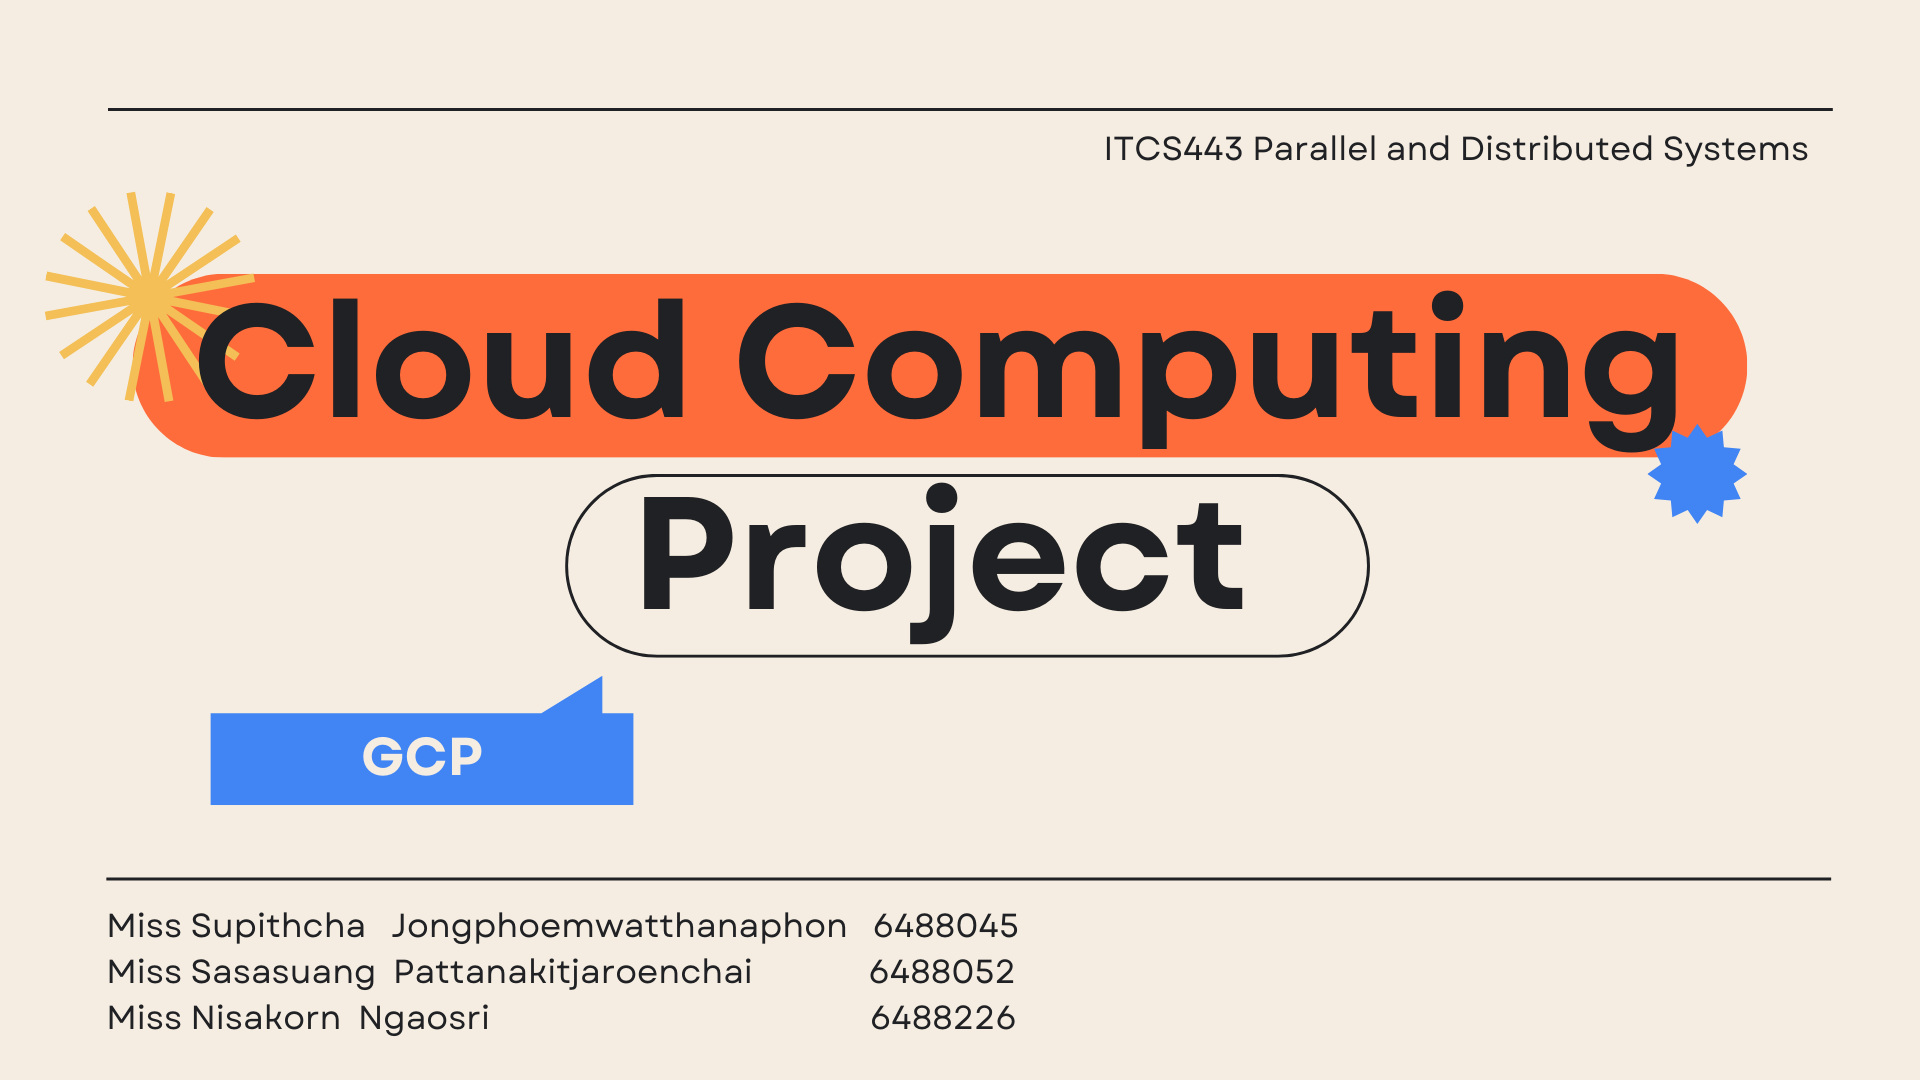 ITCS443 Parallel and Distributed Systems
Cloud Computing
Project
GCP
Miss Supithcha Jongphoemwatthanaphon 6488045
Miss Sasasuang Pattanakitjaroenchai 6488052
Miss Nisakorn Ngaosri 6488226